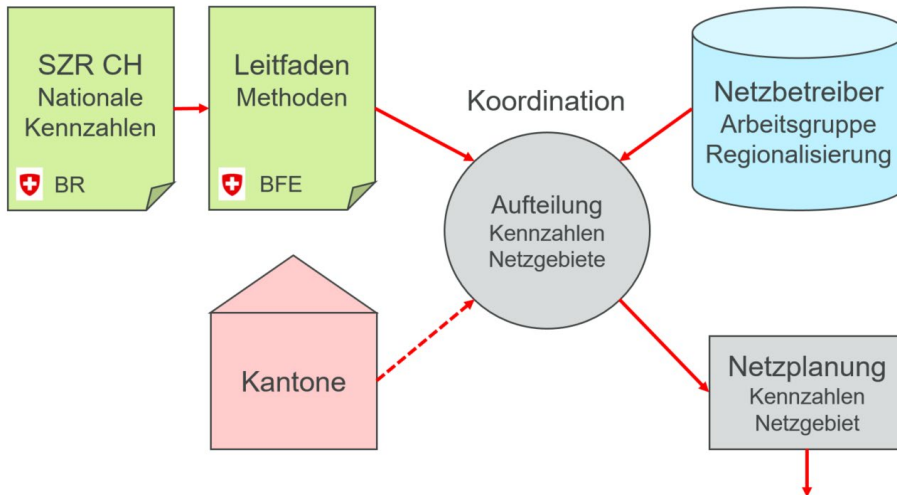 SZR CH
Nationale
Kennzahlen
BR
Leitfaden
Methoden
BFE
Koordination
Netzbetreiber
Arbeitsgruppe
Regionalisierung
Aufteilung
Kennzahlen
Netzgebiete
Kantone
Netzplanung
Kennzahlen
Netzgebiet